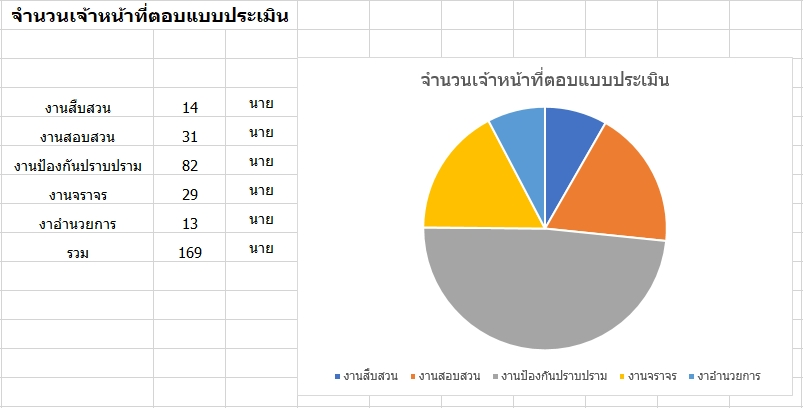 จำนวนเจ้าหน้าที่ตอบแบบประเมิน
งานสืบสวน 14 นาย
งานสอบสวน 31 นาย
งานป้องกันปราบปราม 82 นาย
งานจราจร 29 นาย
งาอำนวยการ 13 นาย
รวม 169 นาย
จำนวนเจ้าหน้าที่ตอบแบบประเมิน
งานสืบสวน งานสอบสวน งานป้องกันปราบปราม งานจราจร งาอำนวยการ